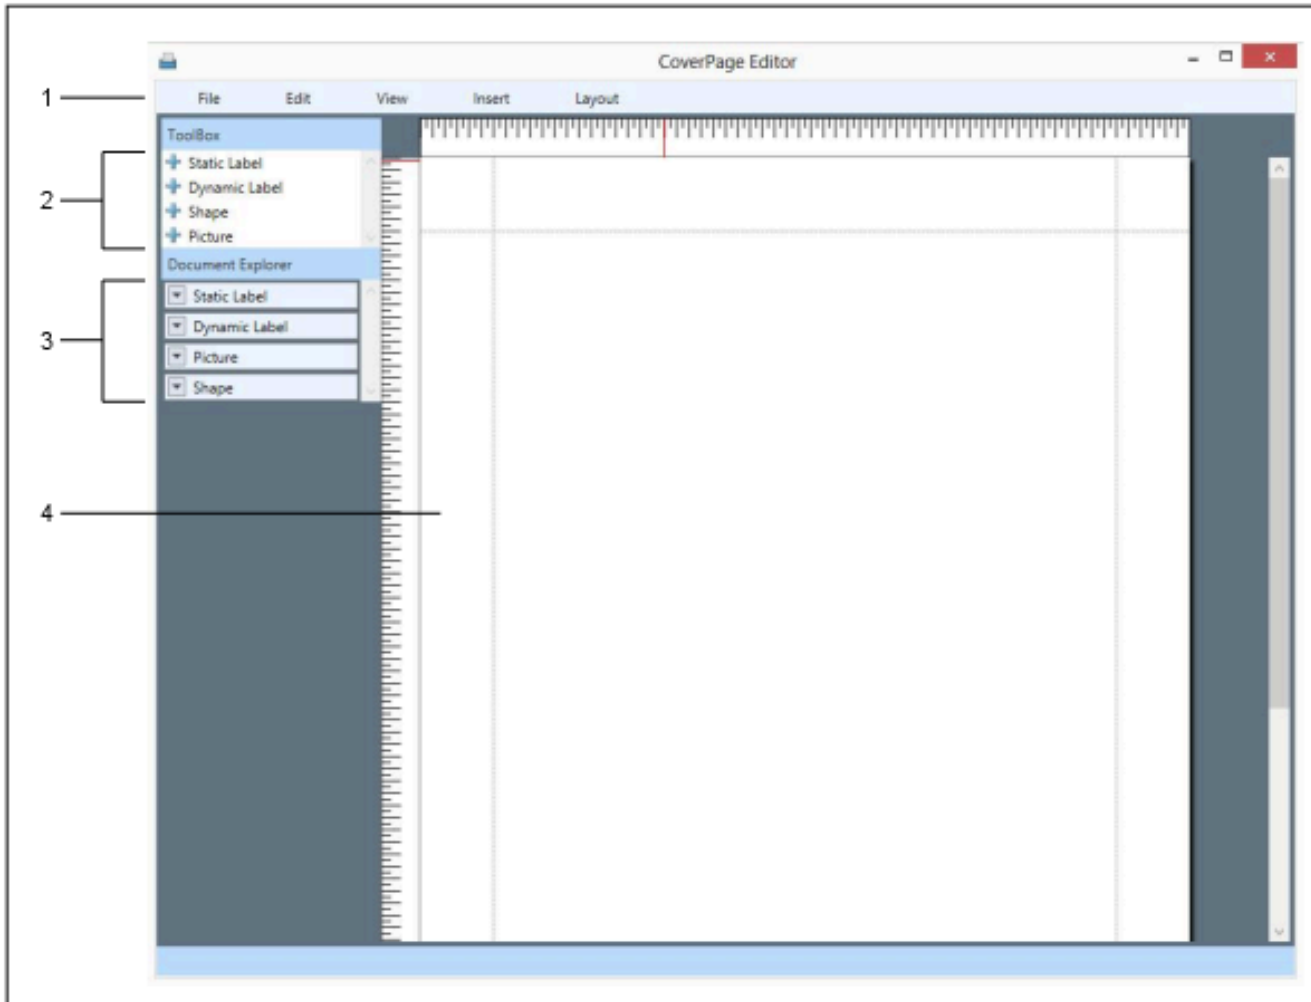 CoverPage Editor
1
File Edit View Insert Layout
ToolBox
2
Static Label
Dynamic Label
Shape
Picture
Document Explorer
3
Static Label
Dynamic Label
Picture
Shape
4